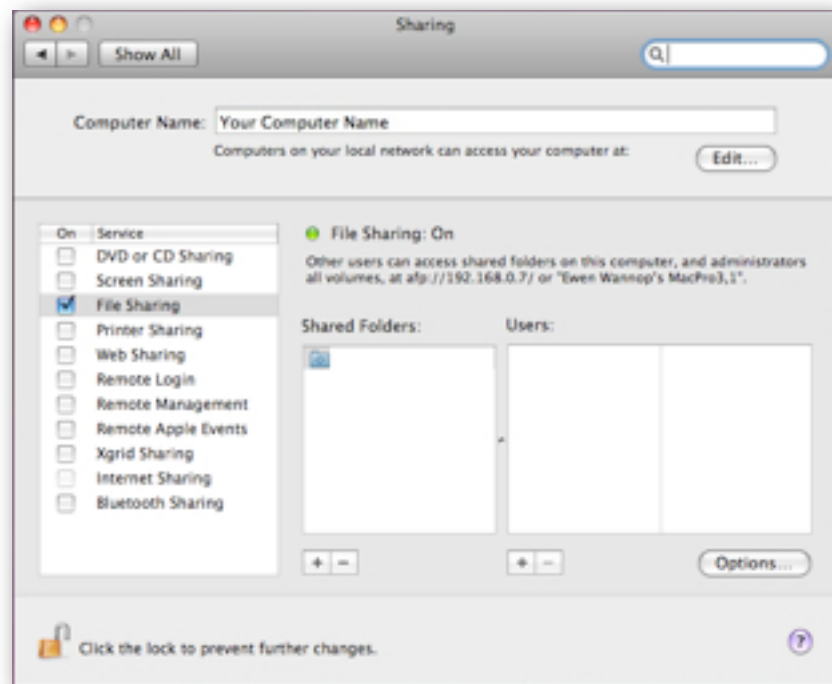 Sharing
Show All
Computer Name: Your Computer Name
Computers on your local network can access your computer at:
Edit...
On Service
DVD or CD Sharing
Screen Sharing
File Sharing
Printer Sharing
Web Sharing
Remote Login
Remote Management
Remote Apple Events
Xgrid Sharing
Internet Sharing
Bluetooth Sharing
File Sharing: On
Other users can access shared folders on this computer, and administrators
all volumes, at afp://192.168.0.7/ or "Ewen Wannop's MacPro3,1".
Shared Folders:
Users:
+ −
+ −
Options...
Click the lock to prevent further changes.
?